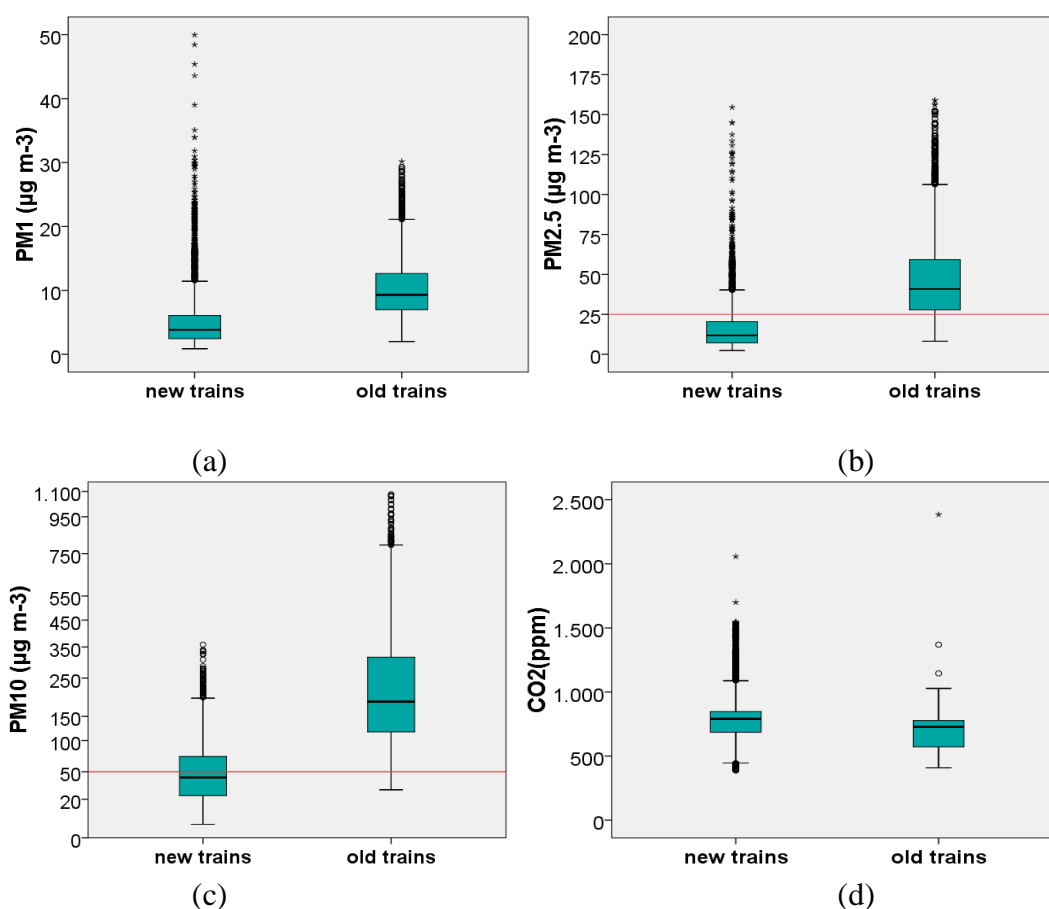 50
40
30
20
10
0
PM1 (µg m-3)
new trains
old trains
(a)
200
175
150
125
100
75
50
25
0
PM2.5 (µg m-3)
new trains
old trains
(b)
1.100
950
750
550
450
350
250
150
100
50
20
0
PM10 (µg m-3)
new trains
old trains
(c)
2.500
2.000
1.500
1.000
500
0
CO2(ppm)
new trains
old trains
(d)